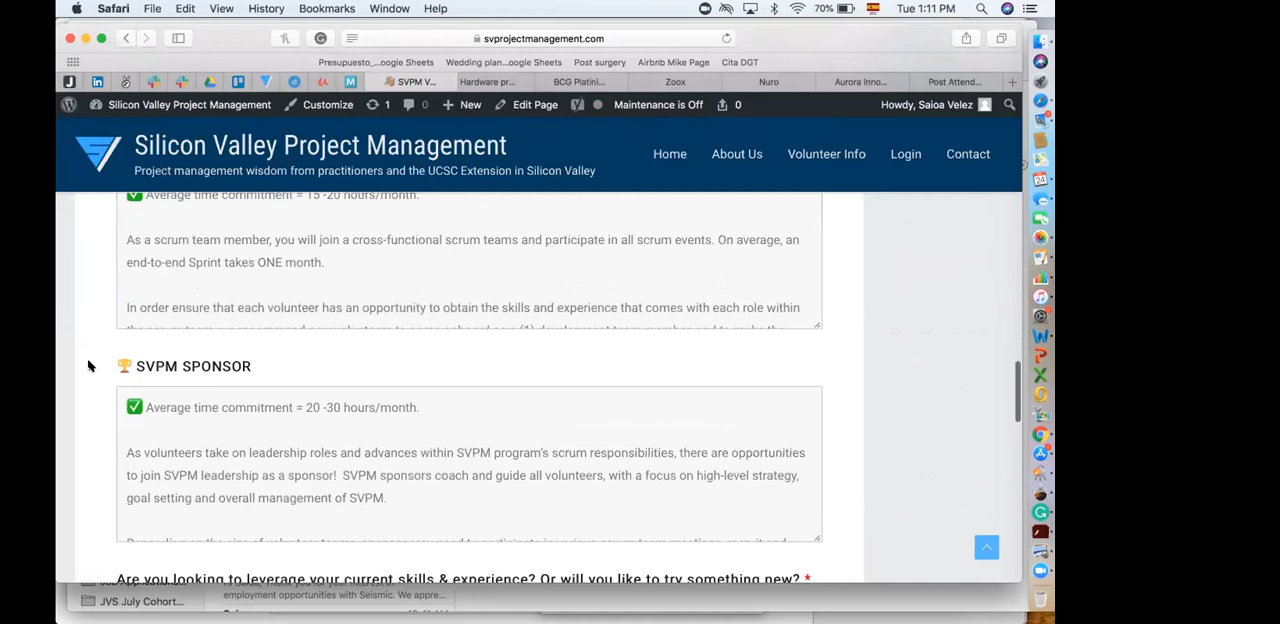 Safari File Edit View History Bookmarks Window Help 70% Tue 1:11 PM
svprojectmanagement.com
Presupuesto_...oogle Sheets Wedding plan...oogle Sheets Post surgery Airbnb Mike Page Cita DGT
SVPM V... Hardware pr... BCG Platini... Zoox Nuro Aurora Inno... Post Attend...
Silicon Valley Project Management Customize 1 0 New Edit Page Maintenance is Off 0 Howdy, Saioa Velez
Silicon Valley Project Management
Project management wisdom from practitioners and the UCSC Extension in Silicon Valley
Home About Us Volunteer Info Login Contact
Average time commitment = 15 -20 hours/month.
As a scrum team member, you will join a cross-functional scrum teams and participate in all scrum events. On average, an
end-to-end Sprint takes ONE month.
In order ensure that each volunteer has an opportunity to obtain the skills and experience that comes with each role within
SVPM SPONSOR
Average time commitment = 20 -30 hours/month.
As volunteers take on leadership roles and advances within SVPM program's scrum responsibilities, there are opportunities
to join SVPM leadership as a sponsor! SVPM sponsors coach and guide all volunteers, with a focus on high-level strategy,
goal setting and overall management of SVPM.
Are you looking to leverage your current skills & experience? Or will you like to try something new? *
JVS July Cohort...
employment opportunities with Seismic. We appre...